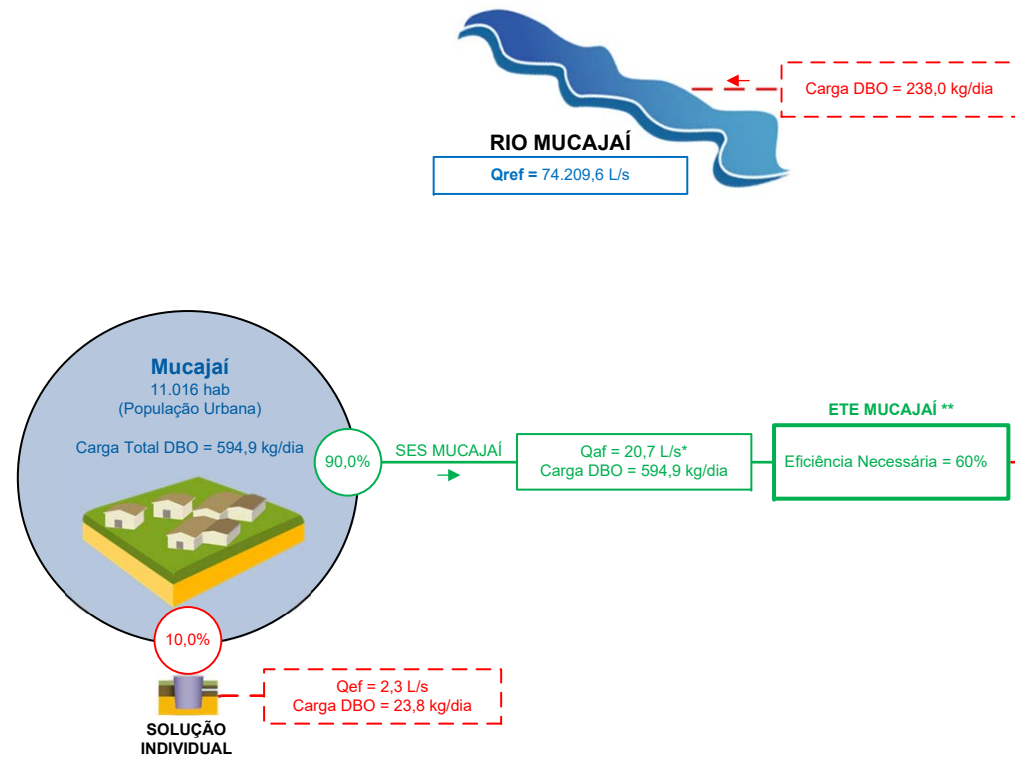 Carga DBO = 238,0 kg/dia
RIO MUCAJAÍ
Qref = 74.209,6 L/s
Mucajaí
11.016 hab
(População Urbana)
Carga Total DBO = 594,9 kg/dia
90,0%
SES MUCAJAÍ
Qaf = 20,7 L/s*
Carga DBO = 594,9 kg/dia
ETE MUCAJAÍ **
Eficiência Necessária = 60%
10,0%
Qef = 2,3 L/s
Carga DBO = 23,8 kg/dia
SOLUÇÃO
INDIVIDUAL